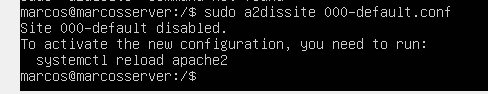 marcos@marcosserver:/$ sudo a2dissite 000-default.conf
Site 000-default disabled.
To activate the new configuration, you need to run:
  systemctl reload apache2
marcos@marcosserver:/$